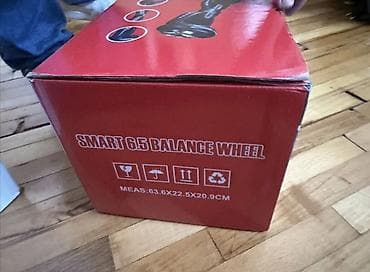 SMART 6.5 BALANCE WHEEL
MEAS:63.6X22.5X20.9CM